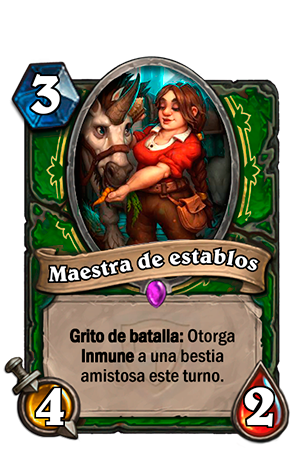 3
Maestra de establos
Grito de batalla: Otorga
Inmune a una bestia
amistosa este turno.
4
2